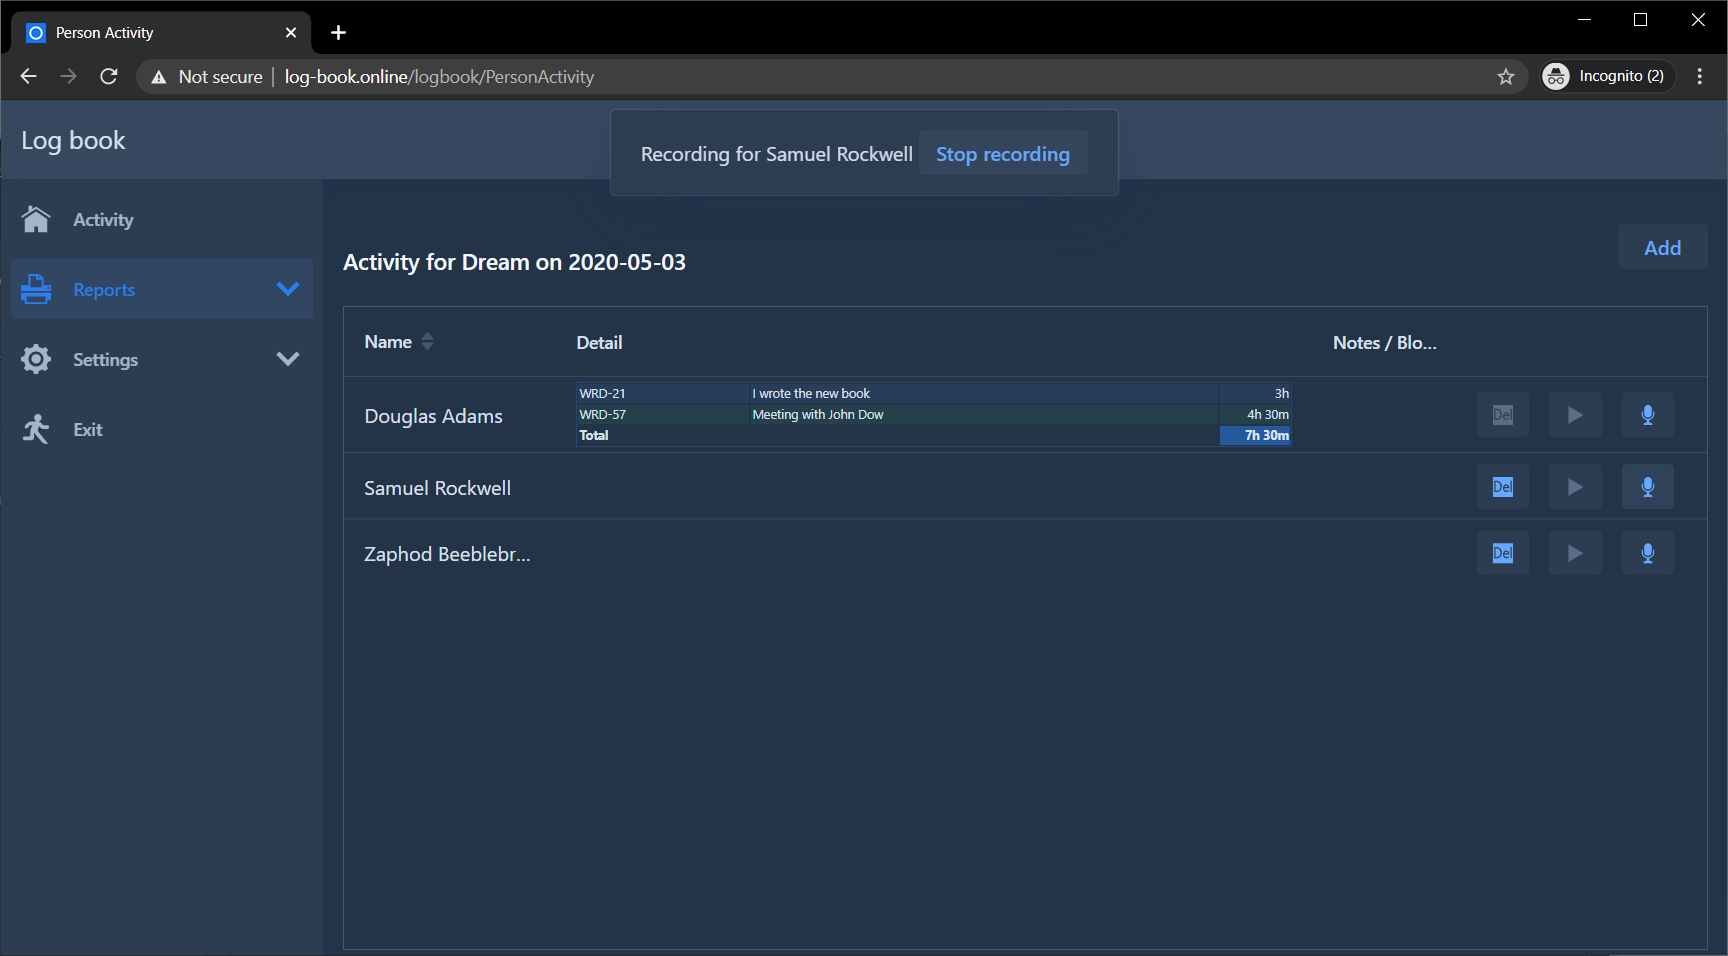 Person Activity
Not secure log-book.online/logbook/PersonActivity Incognito (2)
Log book
Recording for Samuel Rockwell Stop recording
Activity
Reports
Settings
Exit
Activity for Dream on 2020-05-03
Add
Name Detail Notes / Blo...
Douglas Adams
WRD-21 I wrote the new book 3h
WRD-57 Meeting with John Dow 4h 30m
Total 7h 30m
Del
Samuel Rockwell Del
Zaphod Beeblebr... Del